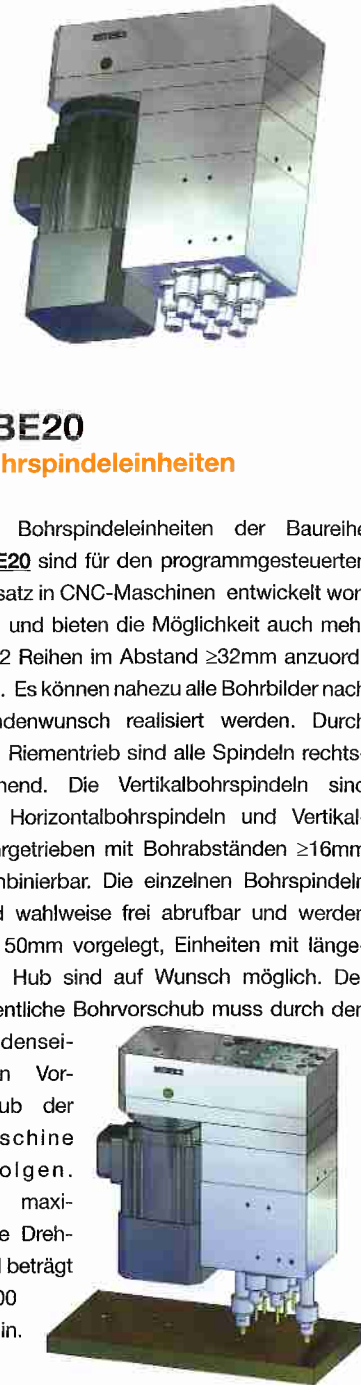 BE20
hrspindeleinheiten
Bohrspindeleinheiten der Baureihe
E20 sind für den programmgesteuerten
satz in CNC-Maschinen entwickelt wor
und bieten die Möglichkeit auch meh
2 Reihen im Abstand ≥32mm anzuord
. Es können nahezu alle Bohrbilder nach
ndenwunsch realisiert werden. Durch
Riementrieb sind alle Spindeln rechts-
hend. Die Vertikalbohrspindeln sind
Horizontalbohrspindeln und Vertikal-
hrgetrieben mit Bohrabständen ≥16mm
mbinierbar. Die einzelnen Bohrspindeln
d wahlweise frei abrufbar und werden
50mm vorgelegt, Einheiten mit länge-
Hub sind auf Wunsch möglich. De
entliche Bohrvorschub muss durch den
densei-
n Vor-
ub der
schine
olgen.
maxi-
e Dreh-
l beträgt
00
in.